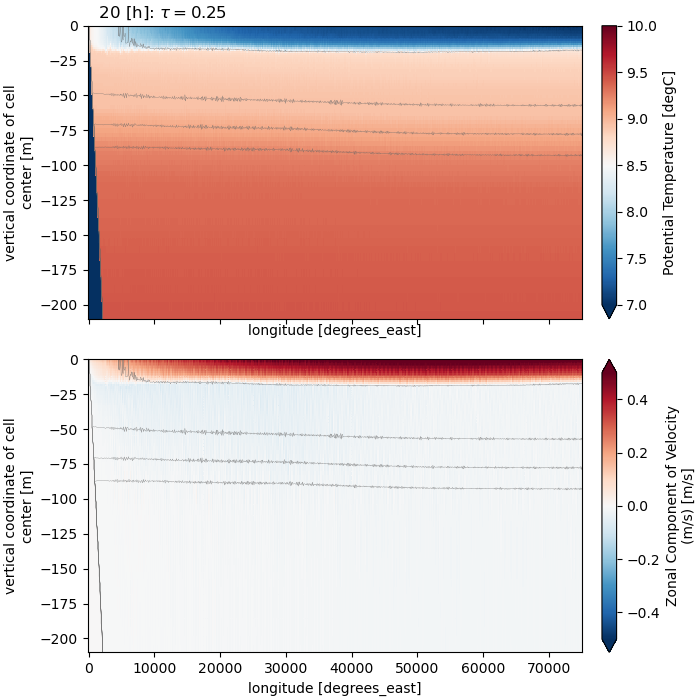 20 [h]: τ = 0.25
0
−25
−50
−75
−100
−125
−150
−175
−200
vertical coordinate of cell
center [m]
longitude [degrees_east]
10.0
9.5
9.0
8.5
8.0
7.5
7.0
Potential Temperature [degC]
0
−25
−50
−75
−100
−125
−150
−175
−200
vertical coordinate of cell
center [m]
0 10000 20000 30000 40000 50000 60000 70000
longitude [degrees_east]
0.4
0.2
0.0
−0.2
−0.4
Zonal Component of Velocity
(m/s) [m/s]